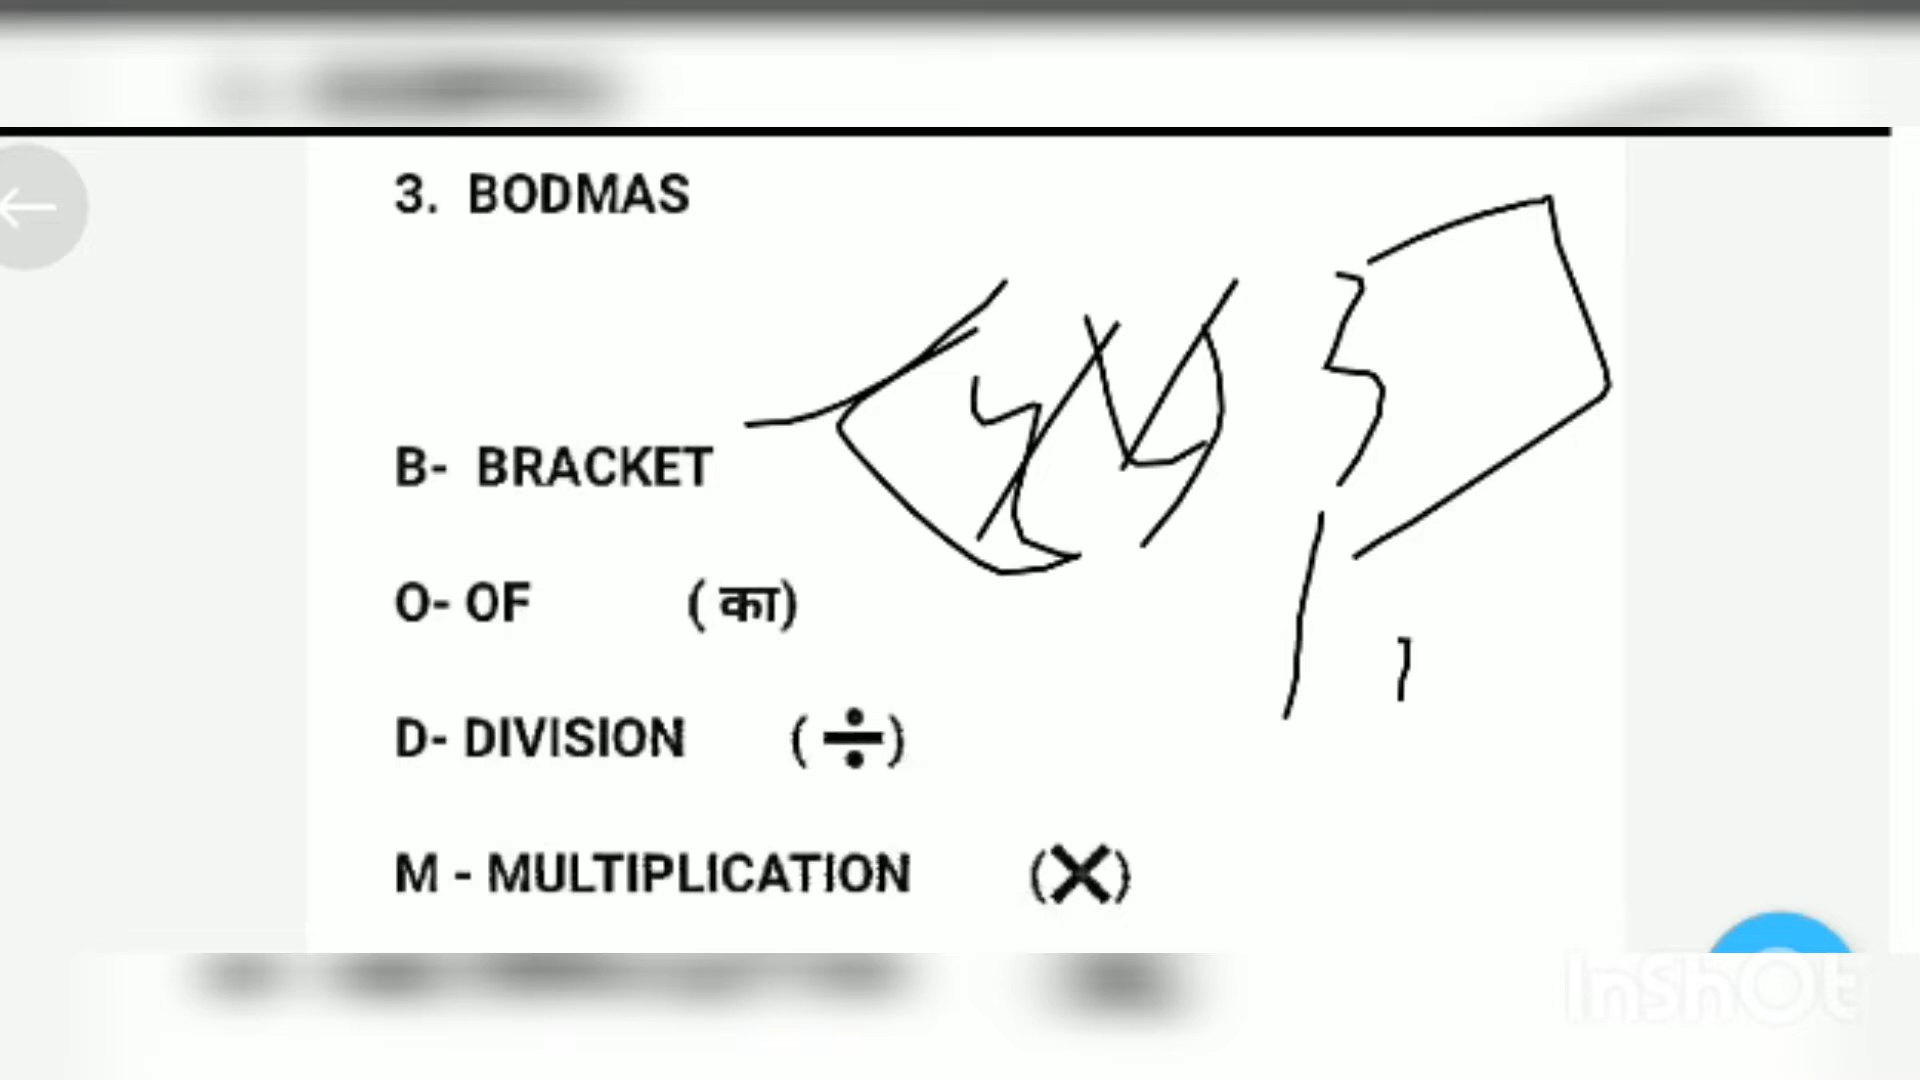 3. BODMAS
B- BRACKET
O- OF (का)
D- DIVISION (÷)
M - MULTIPLICATION (×)
InShOt